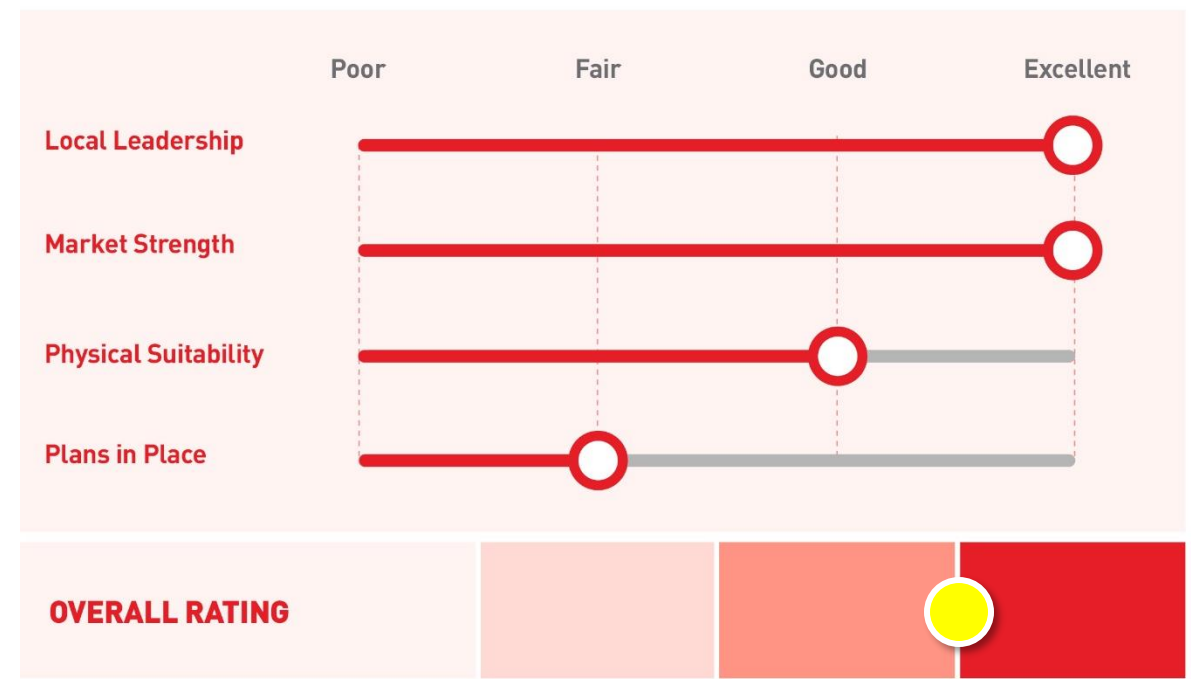 Poor Fair Good Excellent
Local Leadership
Market Strength
Physical Suitability
Plans in Place
OVERALL RATING